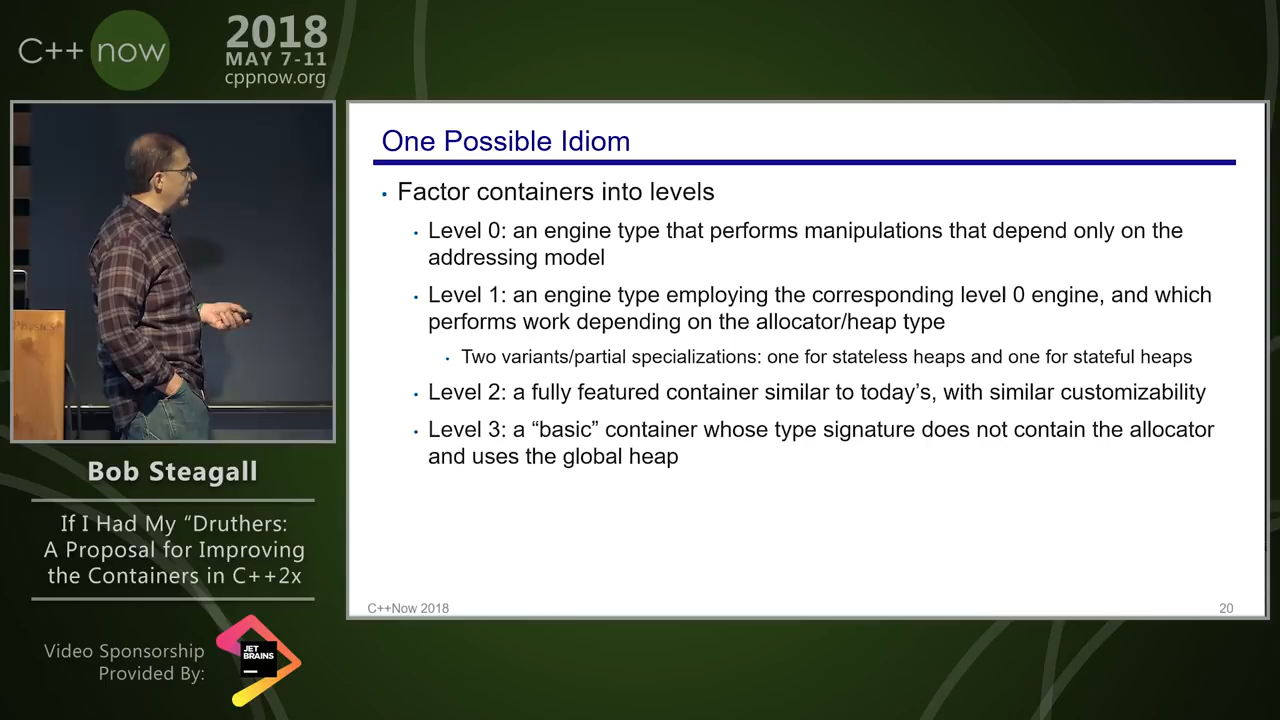 C++ now
2018
MAY 7-11
cppnow.org
One Possible Idiom
• Factor containers into levels
• Level 0: an engine type that performs manipulations that depend only on the
addressing model
• Level 1: an engine type employing the corresponding level 0 engine, and which
performs work depending on the allocator/heap type
• Two variants/partial specializations: one for stateless heaps and one for stateful heaps
• Level 2: a fully featured container similar to today's, with similar customizability
• Level 3: a “basic” container whose type signature does not contain the allocator
and uses the global heap
C++Now 2018
20
Physics
Bob Steagall
If I Had My “Druthers:
A Proposal for Improving
the Containers in C++2x
Video Sponsorship
Provided By:
JET
BRAINS